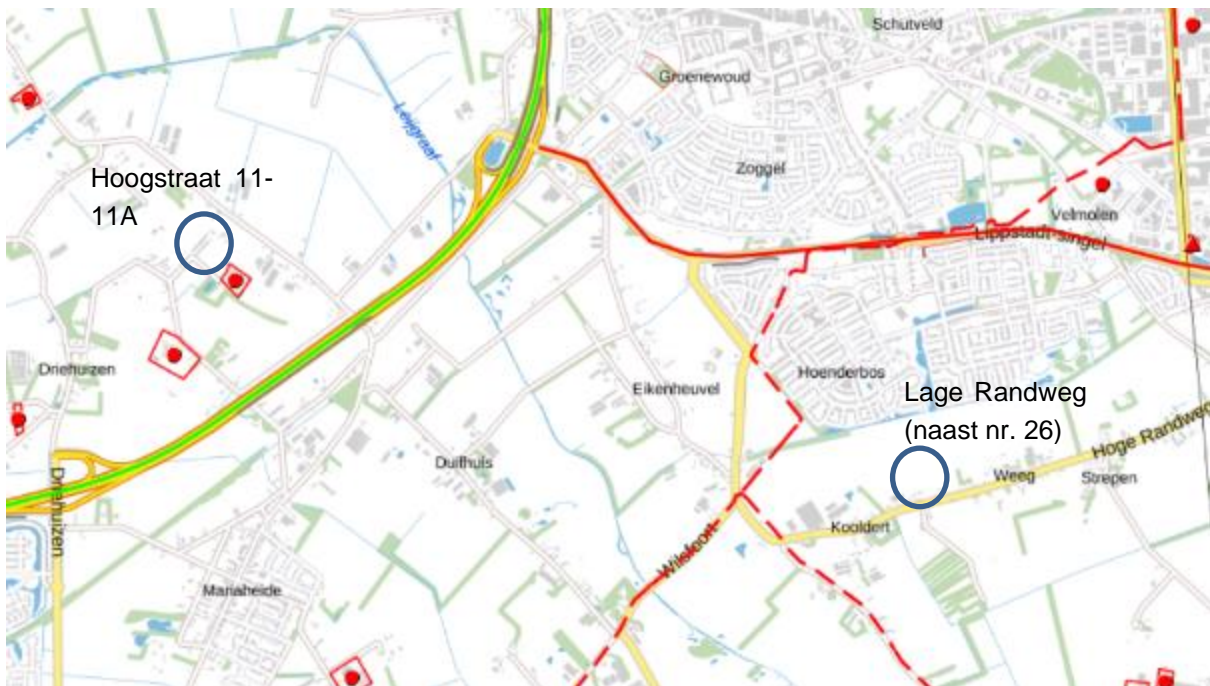 Schutveld
Groenewoud
Leijgraaf
Zoggel
Hoogstraat 11-
11A
Velmolen
Lippstadt-singel
Driehuizen
Eikenheuvel
Hoenderbos
Lage Randweg
(naast nr. 26)
Hoge Randweg
Duifhuis
Weeg
Strepen
Driehuizen
Kooldert
Wilsfoort
Mariaheide